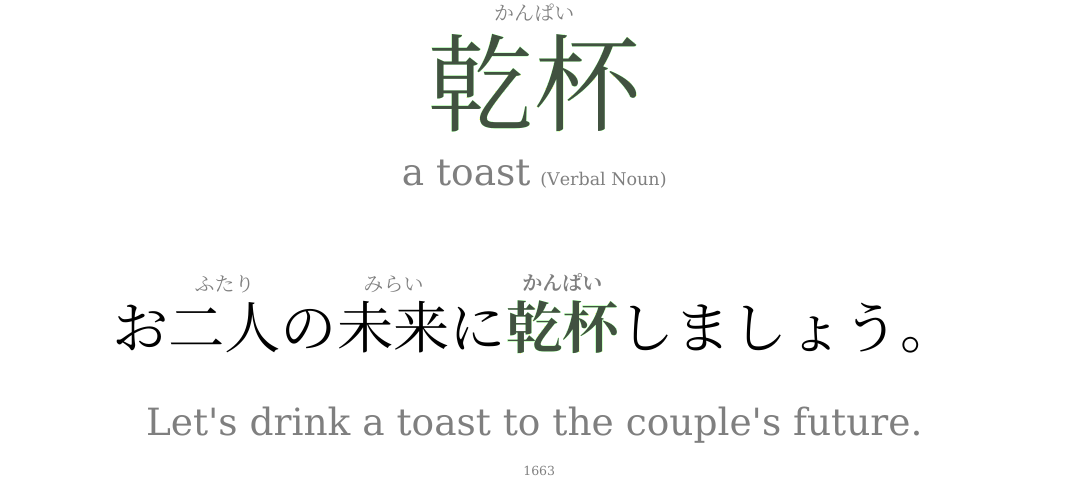 かんぱい
乾杯
a toast (Verbal Noun)
ふたり みらい かんぱい
お二人の未来に乾杯しましょう。
Let's drink a toast to the couple's future.
1663